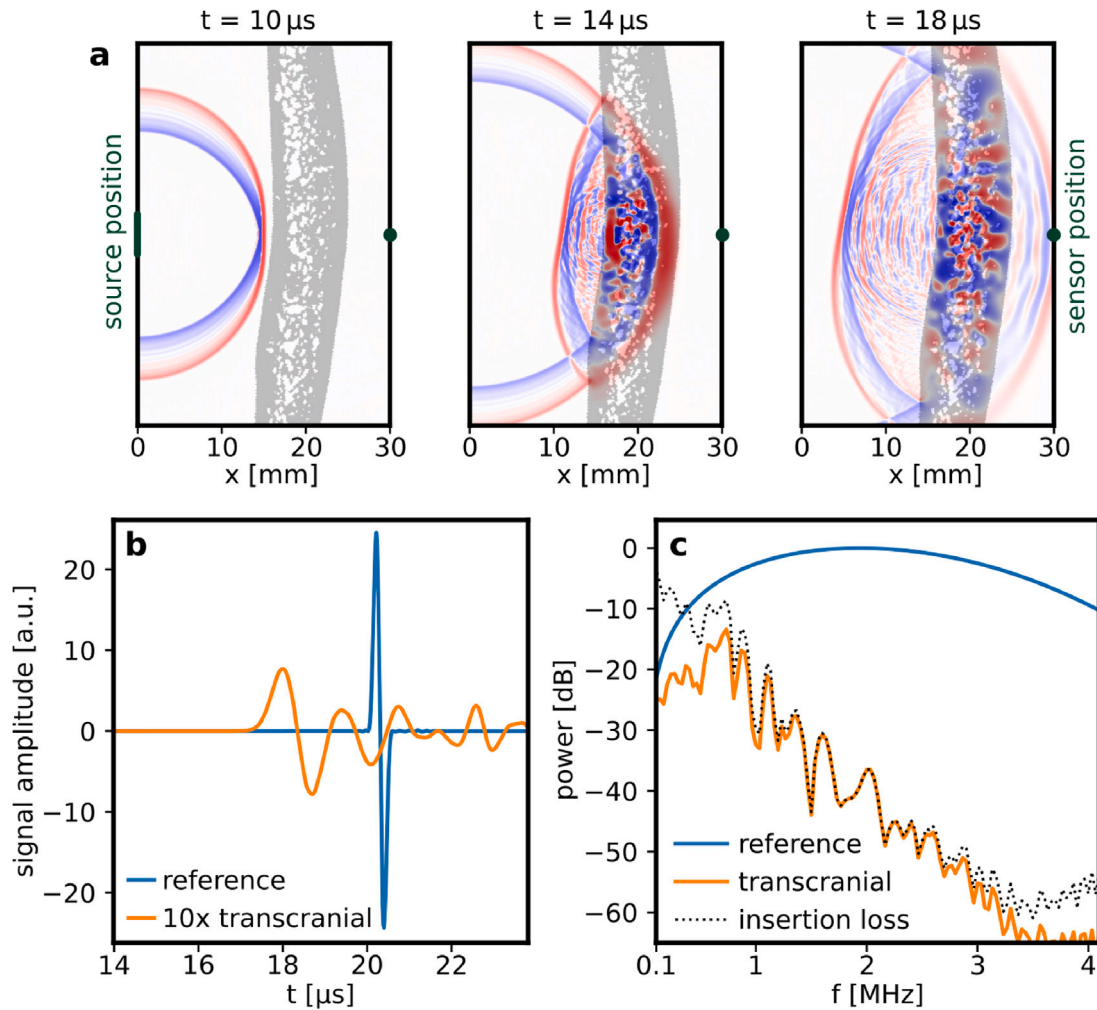 t = 10 μs
t = 14 μs
t = 18 μs
a
source position
sensor position
0 10 20 30
x [mm]
0 10 20 30
x [mm]
0 10 20 30
x [mm]
b
signal amplitude [a.u.]
20
10
0
−10
−20
reference
10x transcranial
14 16 18 20 22
t [μs]
c
power [dB]
0
−10
−20
−30
−40
−50
−60
reference
transcranial
insertion loss
0.1 1 2 3 4
f [MHz]